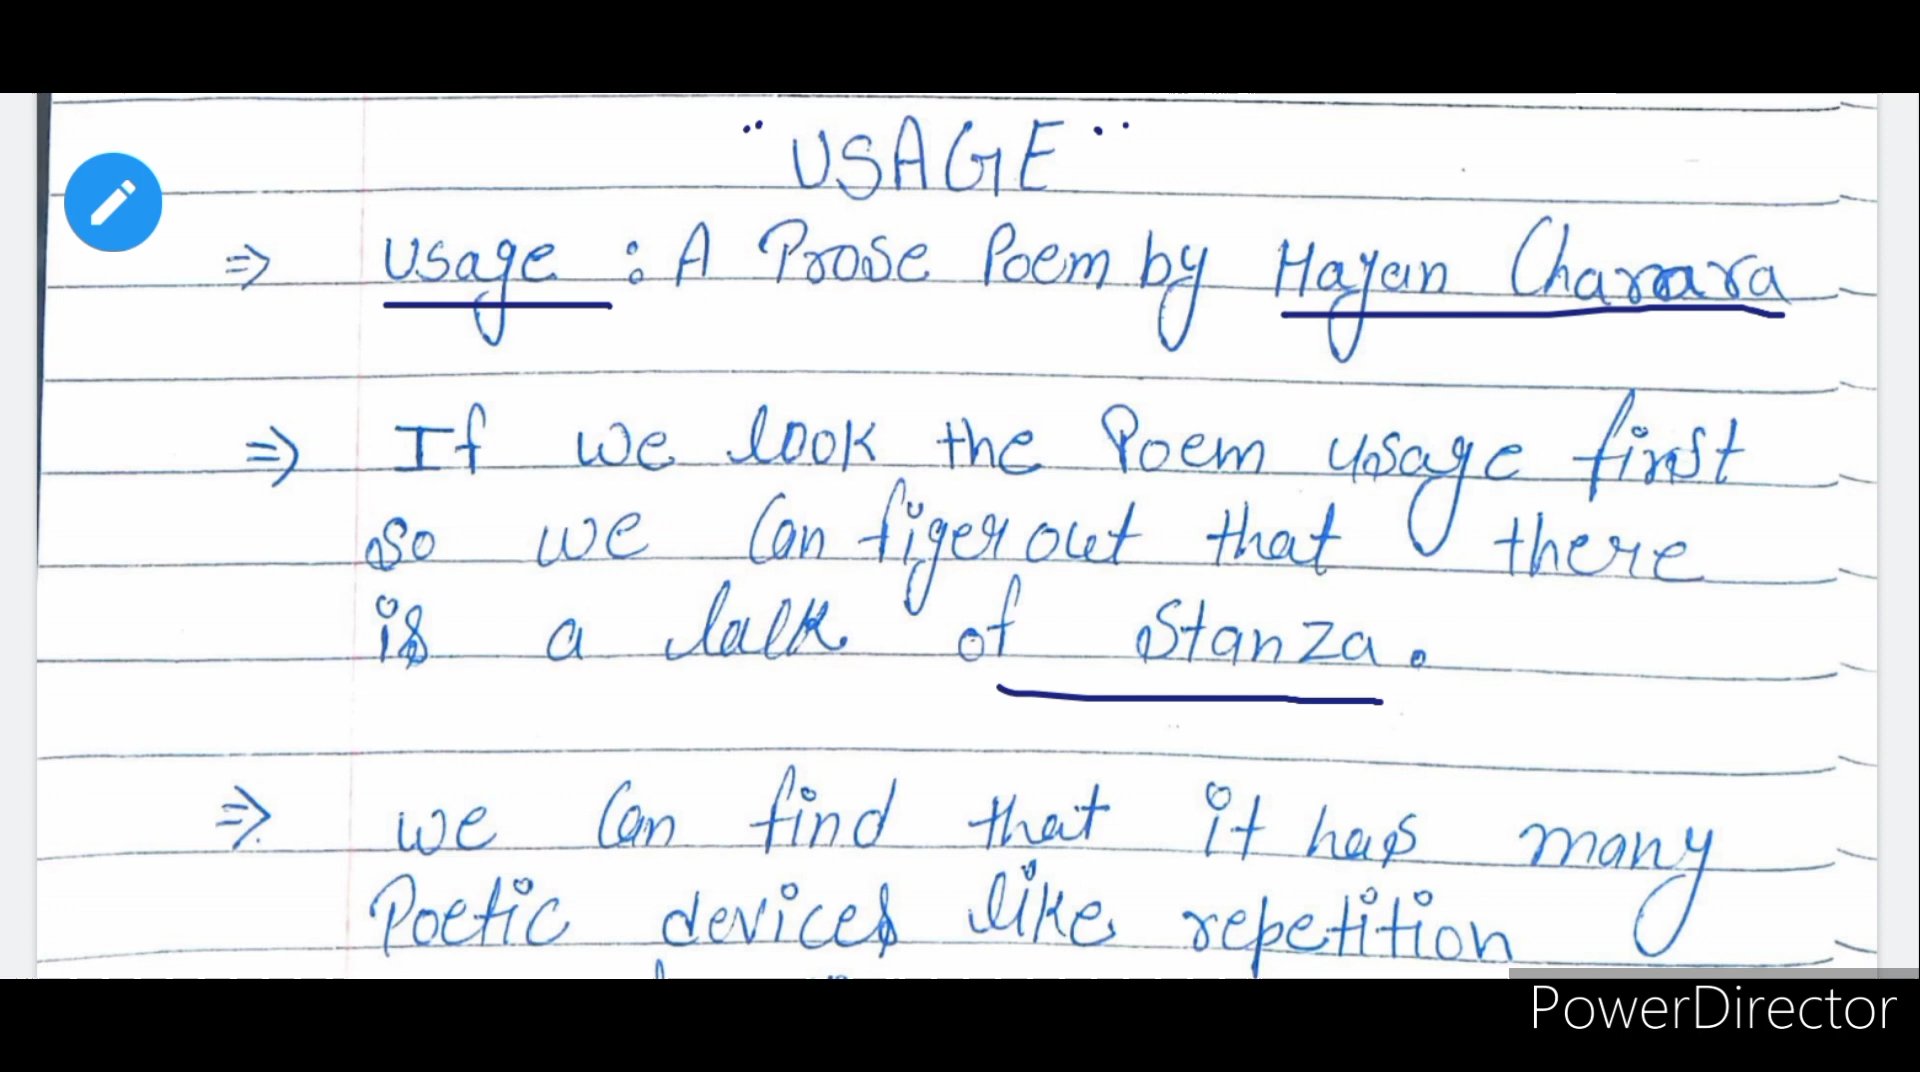 "USAGE"
=> Usage : A Prose Poem by Hayan Charara
=> If we look the Poem usage first
so we can figer out that there
is a lalk of Stanza.
=> we can find that it has many
Poetic devices like repetition
PowerDirector